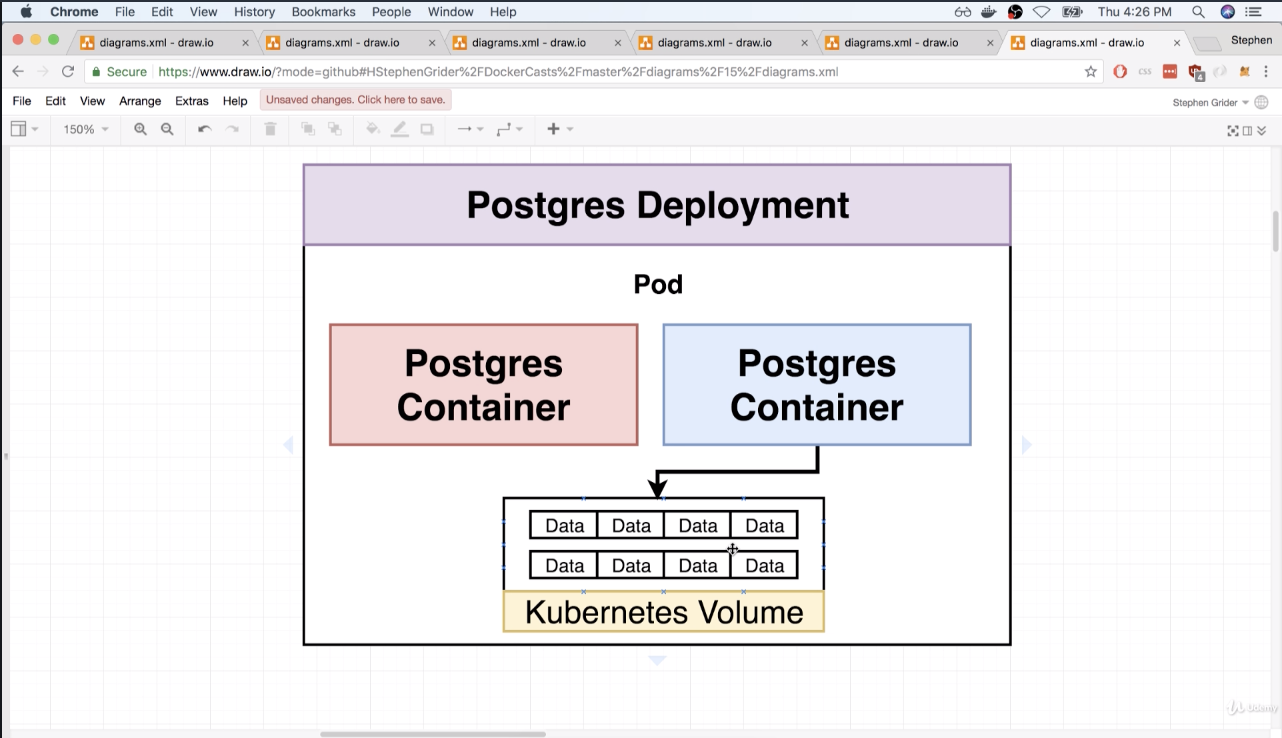 Chrome File Edit View History Bookmarks People Window Help Thu 4:26 PM
diagrams.xml - draw.io diagrams.xml - draw.io diagrams.xml - draw.io diagrams.xml - draw.io diagrams.xml - draw.io diagrams.xml - draw.io Stephen
Secure https://www.draw.io/?mode=github#HStephenGrider%2FDockerCasts%2Fmaster%2Fdiagrams%2F15%2Fdiagrams.xml CSS 4
File Edit View Arrange Extras Help Unsaved changes. Click here to save. Stephen Grider
150%
Postgres Deployment
Pod
Postgres
Container
Postgres
Container
Data Data Data Data
Data Data Data Data
Kubernetes Volume
Udemy